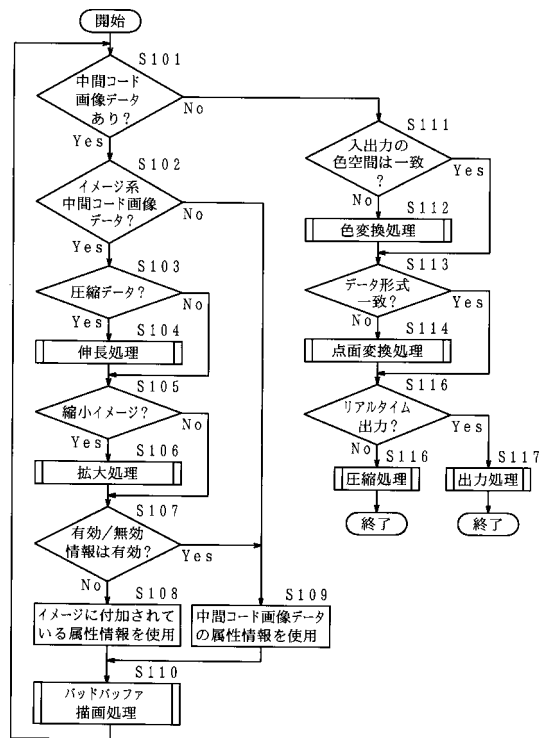 開始
S101
中間コード
画像データ
あり?
No
Yes
S102
イメージ系
中間コード画像
データ?
No
Yes
S103
圧縮データ?
No
Yes
S104
伸長処理
S105
縮小イメージ?
No
Yes
S106
拡大処理
S107
有効/無効
情報は有効?
Yes
No
S108
イメージに付加されて
いる属性情報を使用
S109
中間コード画像データ
の属性情報を使用
S110
バッドバッファ
描画処理
S111
入出力の
色空間は一致
?
Yes
No
S112
色変換処理
S113
データ形式
一致?
Yes
No
S114
点面変換処理
S116
リアルタイム
出力?
Yes
No
S116
圧縮処理
S117
出力処理
終了
終了